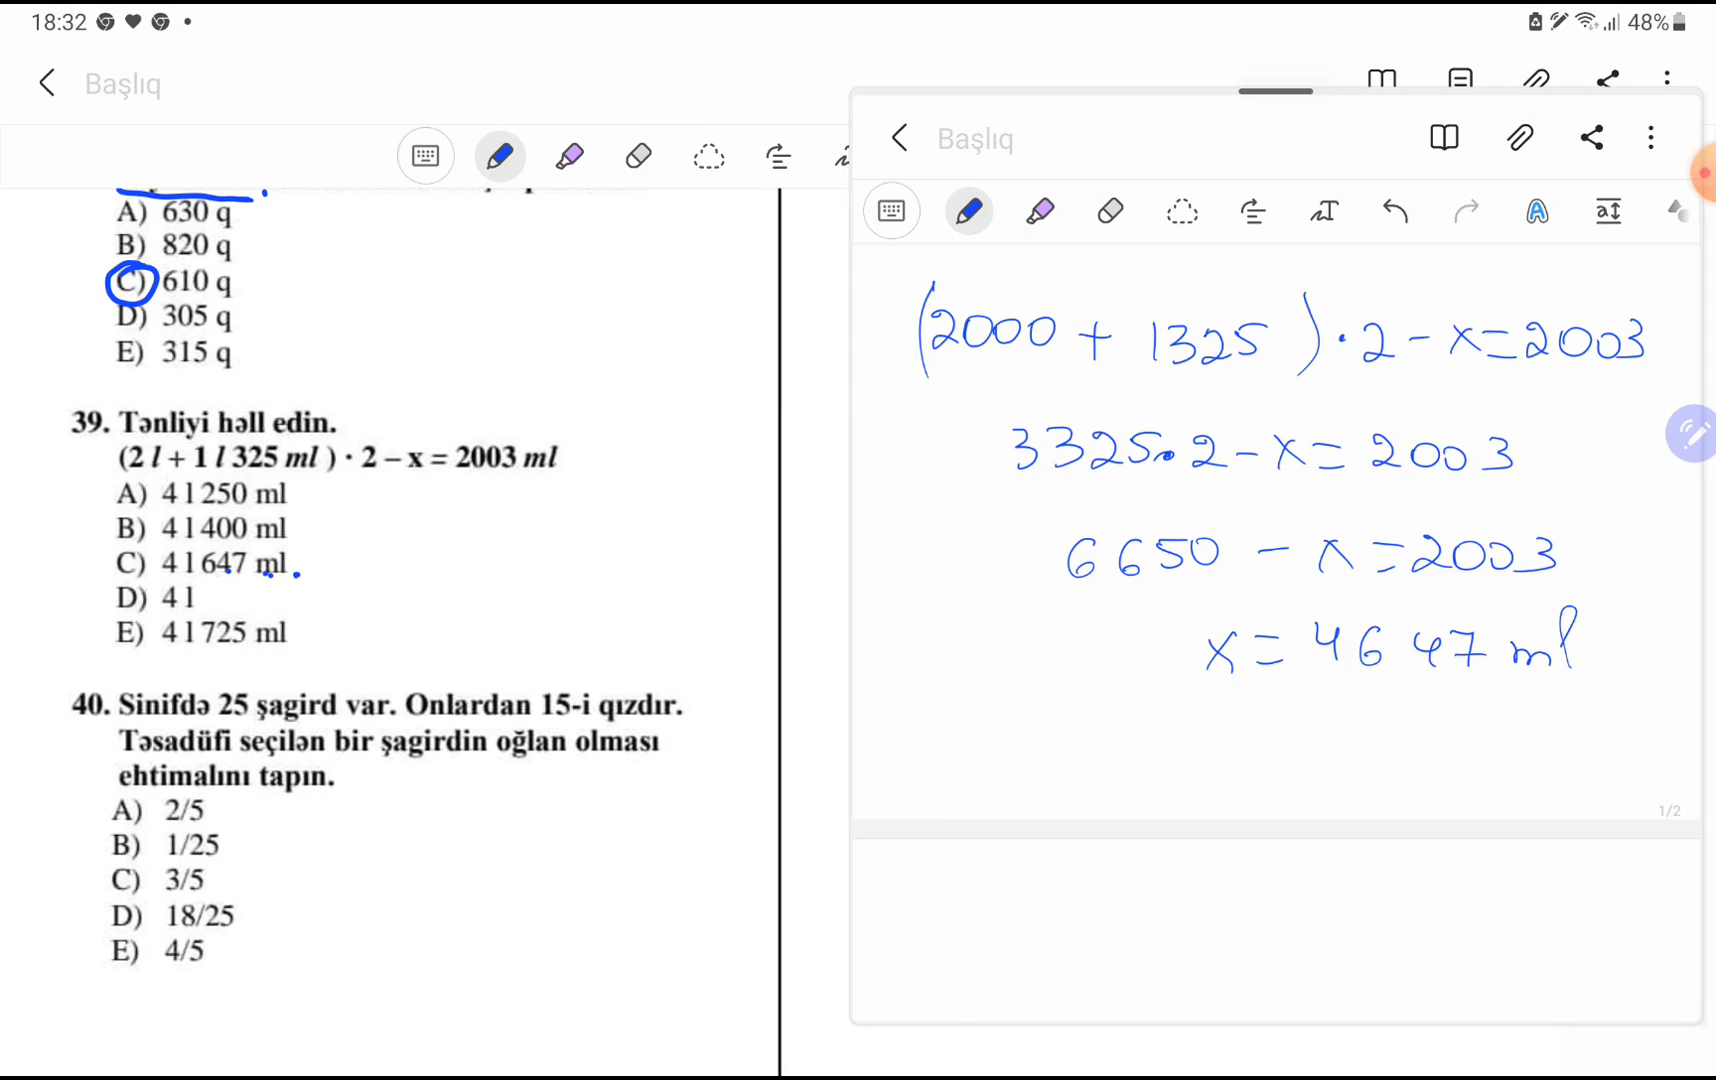 18:32
48%
Başlıq
A) 630 q
B) 820 q
C) 610 q
D) 305 q
E) 315 q
39. Tənliyi həll edin.
(2 l + 1 l 325 ml ) · 2 – x = 2003 ml
A) 4 l 250 ml
B) 4 l 400 ml
C) 4 l 647 ml
D) 4 l
E) 4 l 725 ml
40. Sinifdə 25 şagird var. Onlardan 15-i qızdır.
Təsadüfi seçilən bir şagirdin oğlan olması
ehtimalını tapın.
A) 2/5
B) 1/25
C) 3/5
D) 18/25
E) 4/5
Başlıq
(2000 + 1325) · 2 - x = 2003
3325 · 2 - x = 2003
6650 - x = 2003
x = 4647 ml
1/2